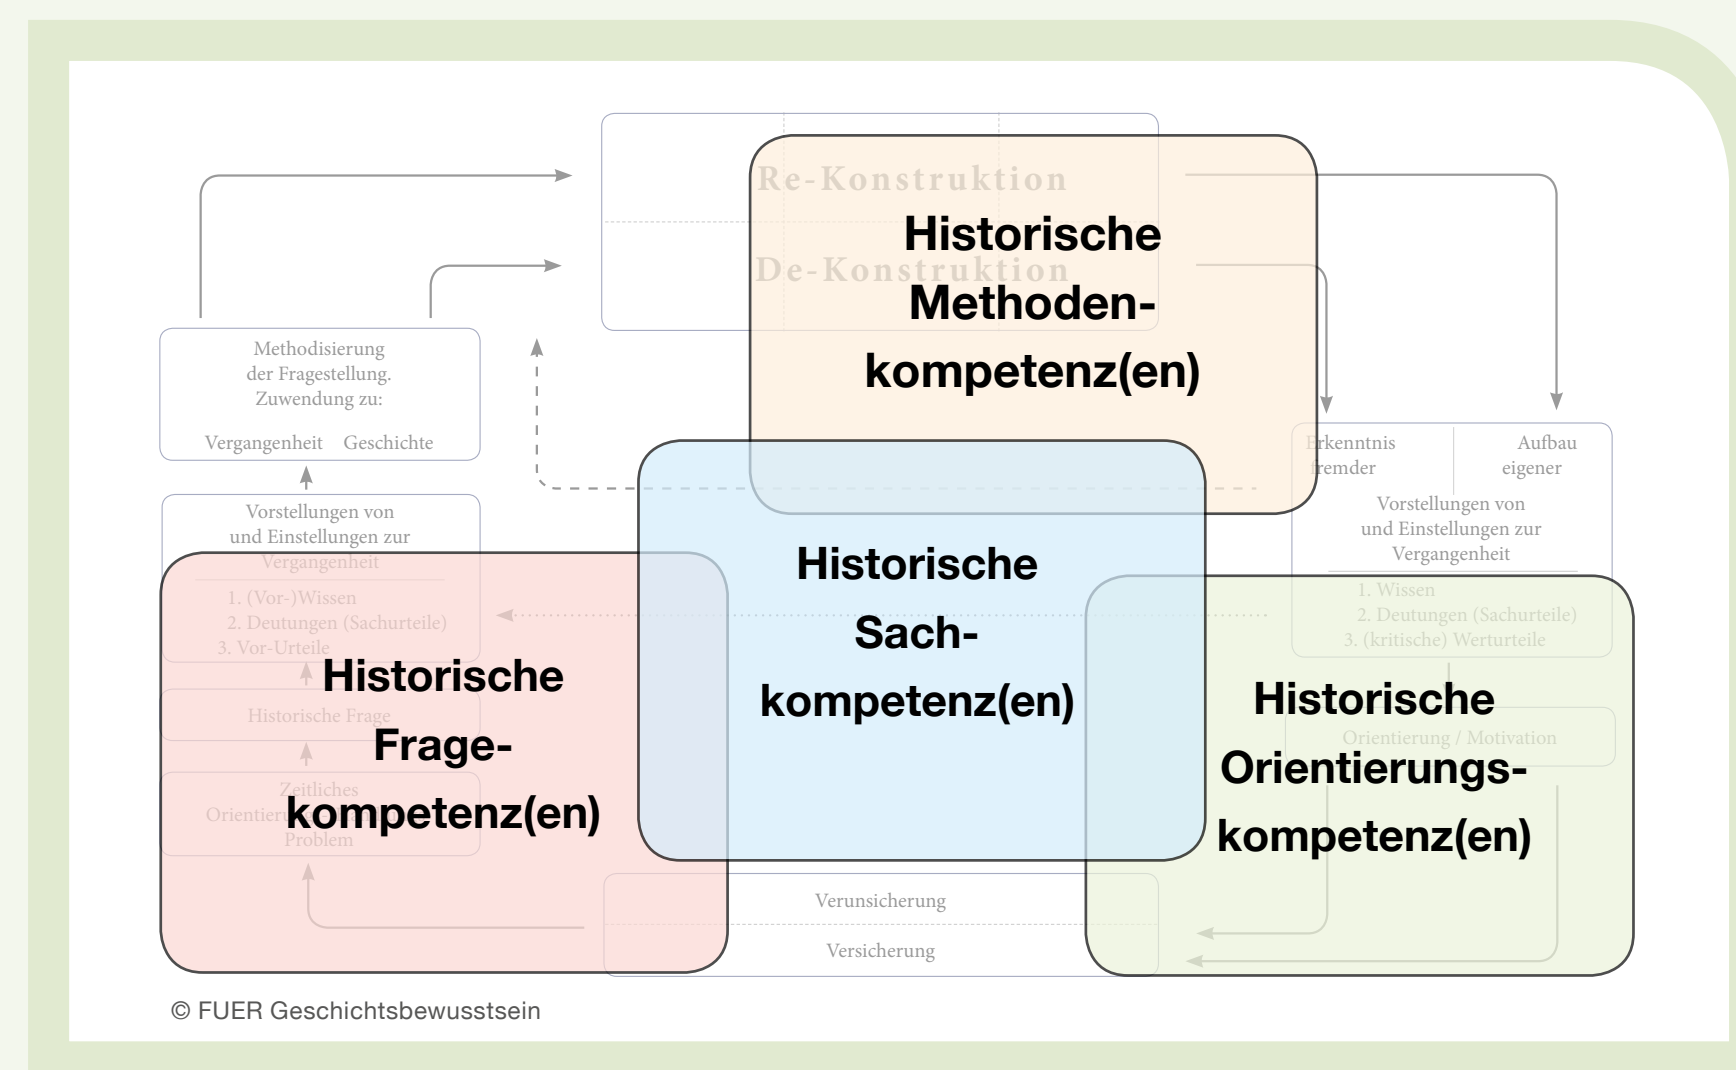 Re-Konstruktion
De-Konstruktion
Historische
Methoden-
kompetenz(en)
Methodisierung
der Fragestellung.
Zuwendung zu:
Vergangenheit Geschichte
Vorstellungen von
und Einstellungen zur
Vergangenheit
1. (Vor-)Wissen
2. Deutungen (Sachurteile)
3. Vor-Urteile
Historische Frage
Zeitliches
Problem
Historische
Frage-
kompetenz(en)
Historische
Sach-
kompetenz(en)
Erkenntnis
fremder
Aufbau
eigener
Vorstellungen von
und Einstellungen zur
Vergangenheit
1. Wissen
2. Deutungen (Sachurteile)
3. (kritische) Werturteile
Orientierung / Motivation
Historische
Orientierungs-
kompetenz(en)
Verunsicherung
Versicherung
© FUER Geschichtsbewusstsein